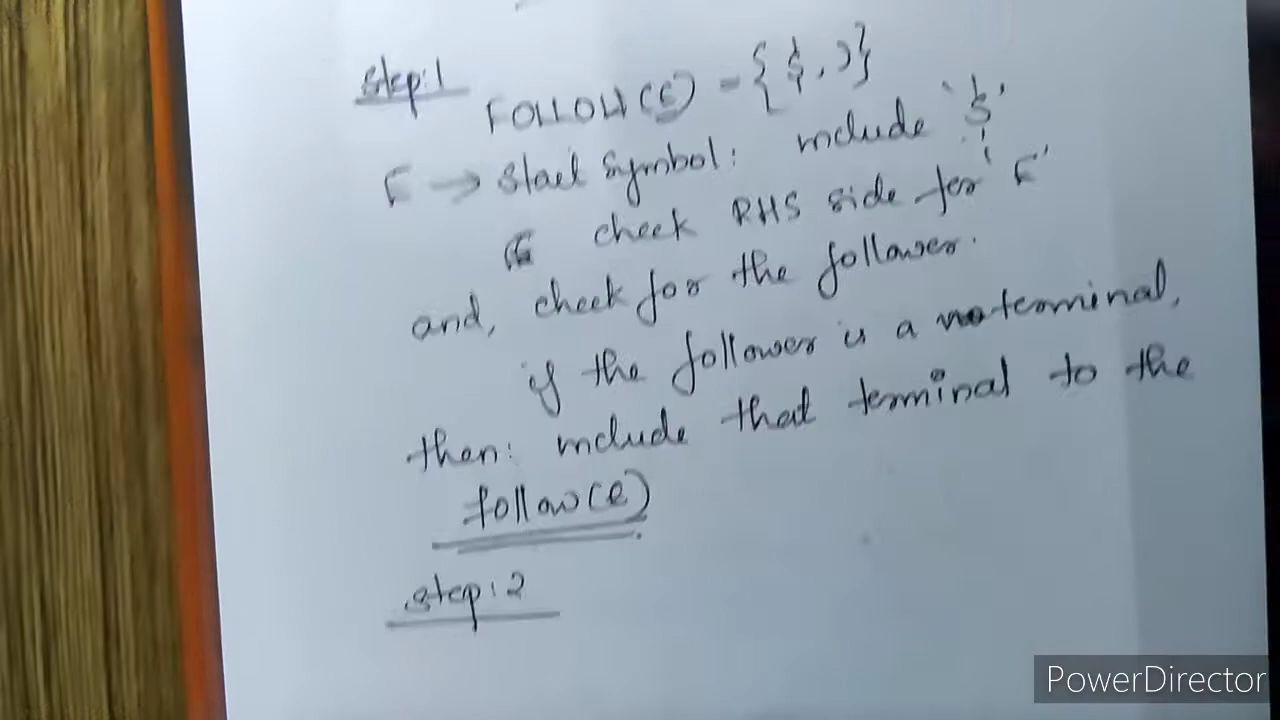 Step:1
FOLLOW(E) = { $, ) }
E → Start Symbol: include '$'
check RHS side for 'E'
and, check for the follower.
if the follower is a terminal,
then: include that terminal to the
follow(e)
step:2
PowerDirector